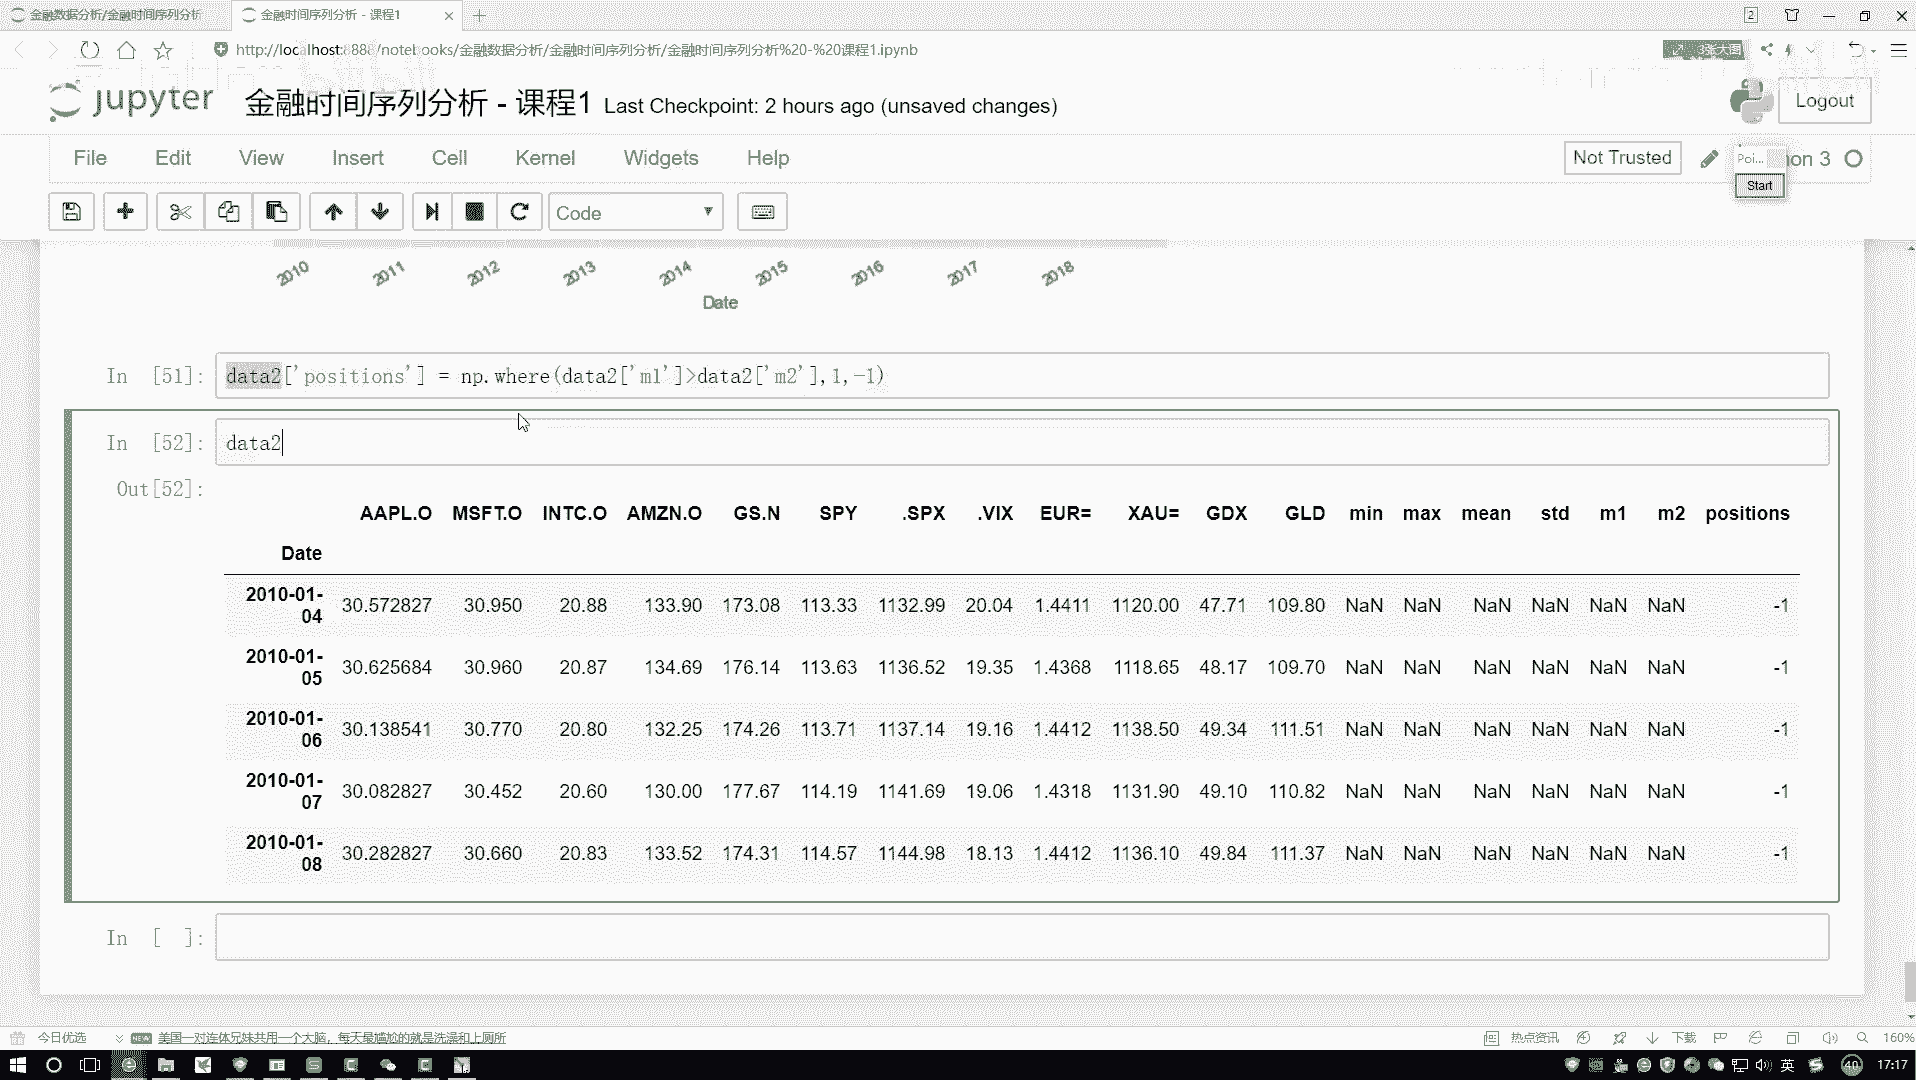 金融数据分析/金融时间序列分析
金融时间序列分析 - 课程1
2
http://localhost:8888/notebooks/金融数据分析/金融时间序列分析/金融时间序列分析%20-%20课程1.ipynb
3张大图
jupyter 金融时间序列分析 - 课程1 Last Checkpoint: 2 hours ago (unsaved changes)
Logout
File Edit View Insert Cell Kernel Widgets Help
Not Trusted
Poi...
on 3
Start
Code
2010 2011 2012 2013 2014 2015 2016 2017 2018
Date
In [51]: data2['positions'] = np.where(data2['m1']>data2['m2'],1,-1)
In [52]: data2
Out[52]:
AAPL.O MSFT.O INTC.O AMZN.O GS.N SPY .SPX .VIX EUR= XAU= GDX GLD min max mean std m1 m2 positions
Date
2010-01-04 30.572827 30.950 20.88 133.90 173.08 113.33 1132.99 20.04 1.4411 1120.00 47.71 109.80 NaN NaN NaN NaN NaN NaN -1
2010-01-05 30.625684 30.960 20.87 134.69 176.14 113.63 1136.52 19.35 1.4368 1118.65 48.17 109.70 NaN NaN NaN NaN NaN NaN -1
2010-01-06 30.138541 30.770 20.80 132.25 174.26 113.71 1137.14 19.16 1.4412 1138.50 49.34 111.51 NaN NaN NaN NaN NaN NaN -1
2010-01-07 30.082827 30.452 20.60 130.00 177.67 114.19 1141.69 19.06 1.4318 1131.90 49.10 110.82 NaN NaN NaN NaN NaN NaN -1
2010-01-08 30.282827 30.660 20.83 133.52 174.31 114.57 1144.98 18.13 1.4412 1136.10 49.84 111.37 NaN NaN NaN NaN NaN NaN -1
In [ ]:
今日优选
NEW 美国一对连体兄妹共用一个大脑，每天最尴尬的就是洗澡和上厕所
热点资讯
下载
160%
英
40
17:17